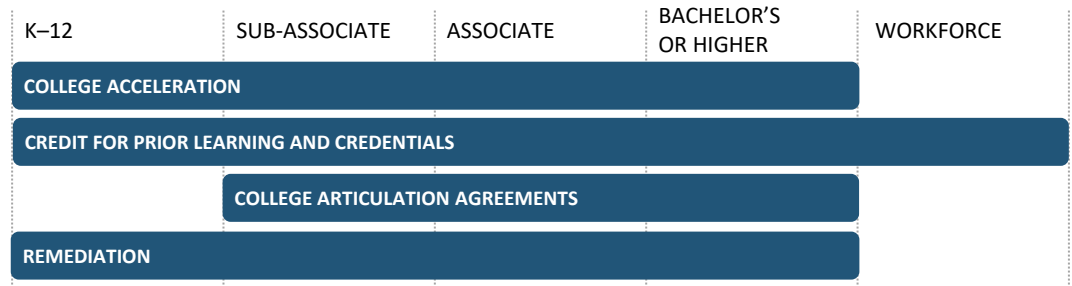 K–12
SUB-ASSOCIATE
ASSOCIATE
BACHELOR'S
OR HIGHER
WORKFORCE
COLLEGE ACCELERATION
CREDIT FOR PRIOR LEARNING AND CREDENTIALS
COLLEGE ARTICULATION AGREEMENTS
REMEDIATION